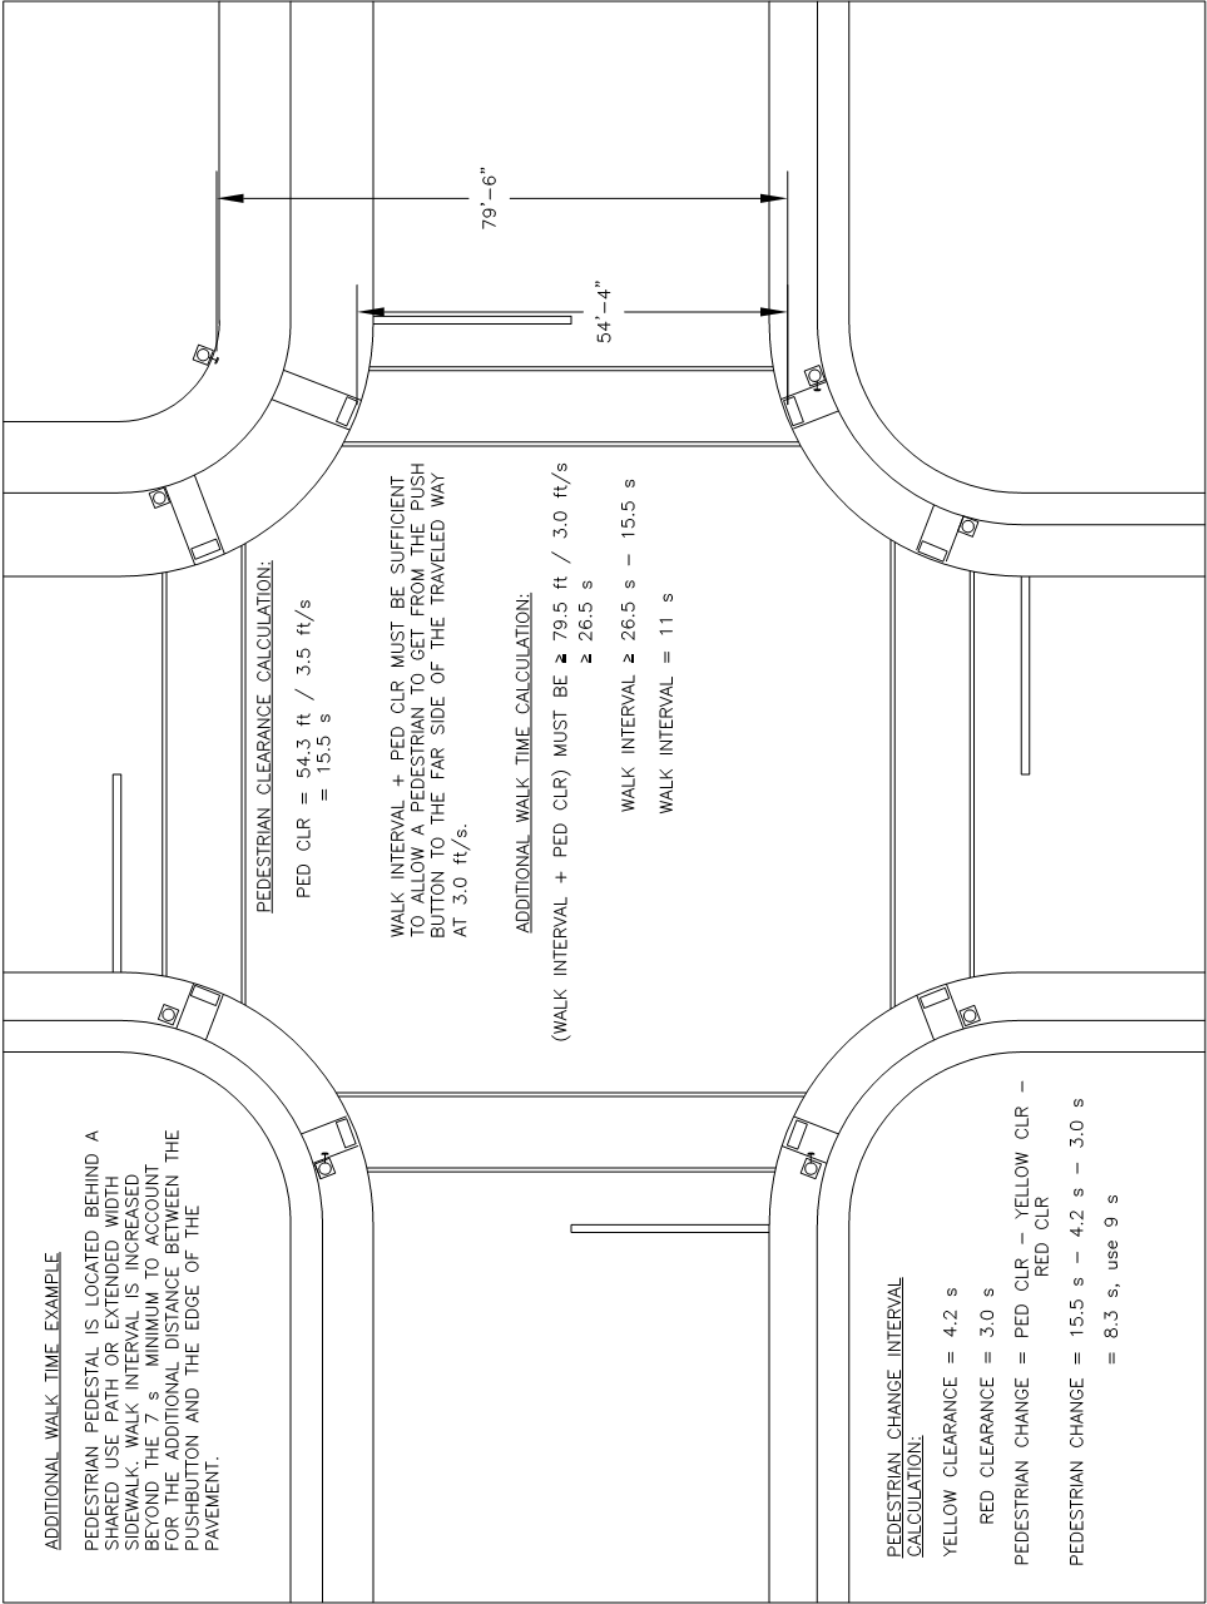 ADDITIONAL WALK TIME EXAMPLE
PEDESTRIAN PEDESTAL IS LOCATED BEHIND A
SHARED USE PATH OR EXTENDED WIDTH
SIDEWALK. WALK INTERVAL IS INCREASED
BEYOND THE 7 s MINIMUM TO ACCOUNT
FOR THE ADDITIONAL DISTANCE BETWEEN THE
PUSHBUTTON AND THE EDGE OF THE
PAVEMENT.
PEDESTRIAN CLEARANCE CALCULATION:
PED CLR = 54.3 ft / 3.5 ft/s
= 15.5 s
WALK INTERVAL + PED CLR MUST BE SUFFICIENT
TO ALLOW A PEDESTRIAN TO GET FROM THE PUSH
BUTTON TO THE FAR SIDE OF THE TRAVELED WAY
AT 3.0 ft/s.
ADDITIONAL WALK TIME CALCULATION:
(WALK INTERVAL + PED CLR) MUST BE ≥ 79.5 ft / 3.0 ft/s
≥ 26.5 s
WALK INTERVAL ≥ 26.5 s – 15.5 s
WALK INTERVAL = 11 s
79'–6"
54'–4"
PEDESTRIAN CHANGE INTERVAL
CALCULATION:
YELLOW CLEARANCE = 4.2 s
RED CLEARANCE = 3.0 s
PEDESTRIAN CHANGE = PED CLR – YELLOW CLR –
RED CLR
PEDESTRIAN CHANGE = 15.5 s – 4.2 s – 3.0 s
= 8.3 s, use 9 s